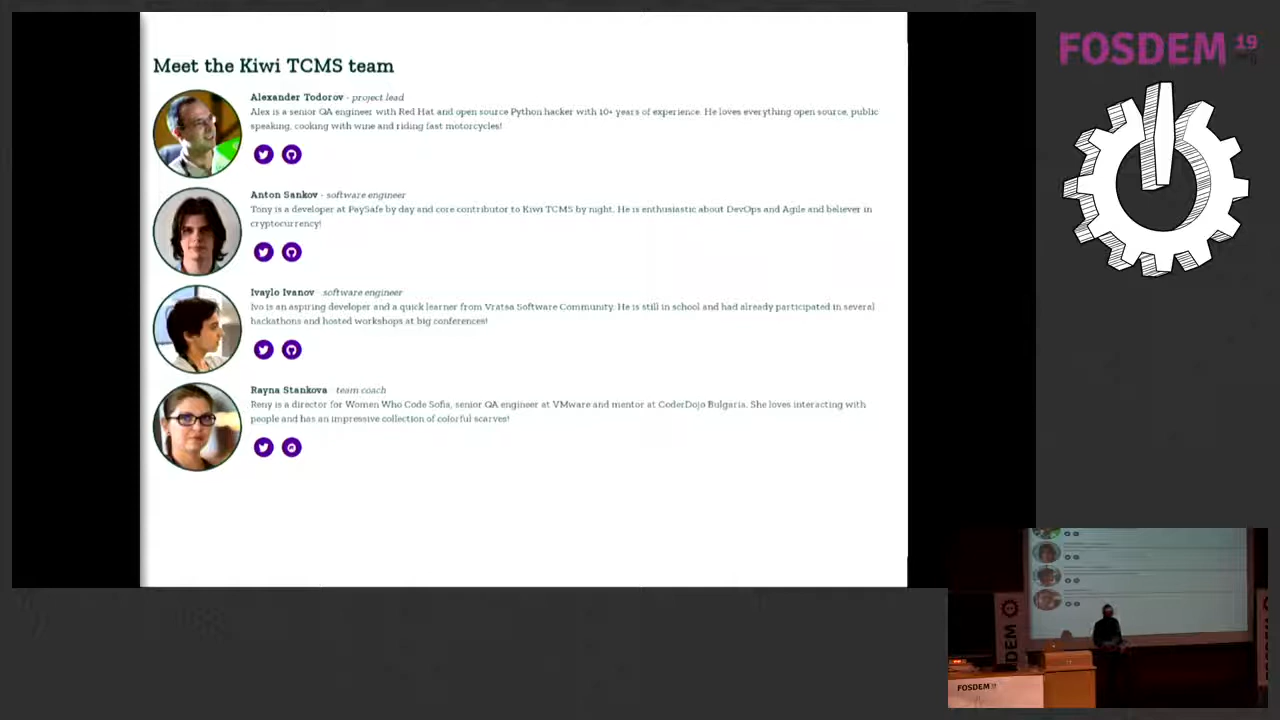 Meet the Kiwi TCMS team
Alexander Todorov - project lead
Alex is a senior QA engineer with Red Hat and open source Python hacker with 10+ years of experience. He loves everything open source, public
speaking, cooking with wine and riding fast motorcycles!
Anton Sankov - software engineer
Tony is a developer at PaySafe by day and core contributor to Kiwi TCMS by night. He is enthusiastic about DevOps and Agile and believer in
cryptocurrency!
Ivaylo Ivanov - software engineer
Ivo is an aspiring developer and a quick learner from Vratsa Software Community. He is still in school and had already participated in several
hackathons and hosted workshops at big conferences!
Rayna Stankova - team coach
Reny is a director for Women Who Code Sofia, senior QA engineer at VMware and mentor at CoderDojo Bulgaria. She loves interacting with
people and has an impressive collection of colorful scarves!
FOSDEM 19
FOSDEM